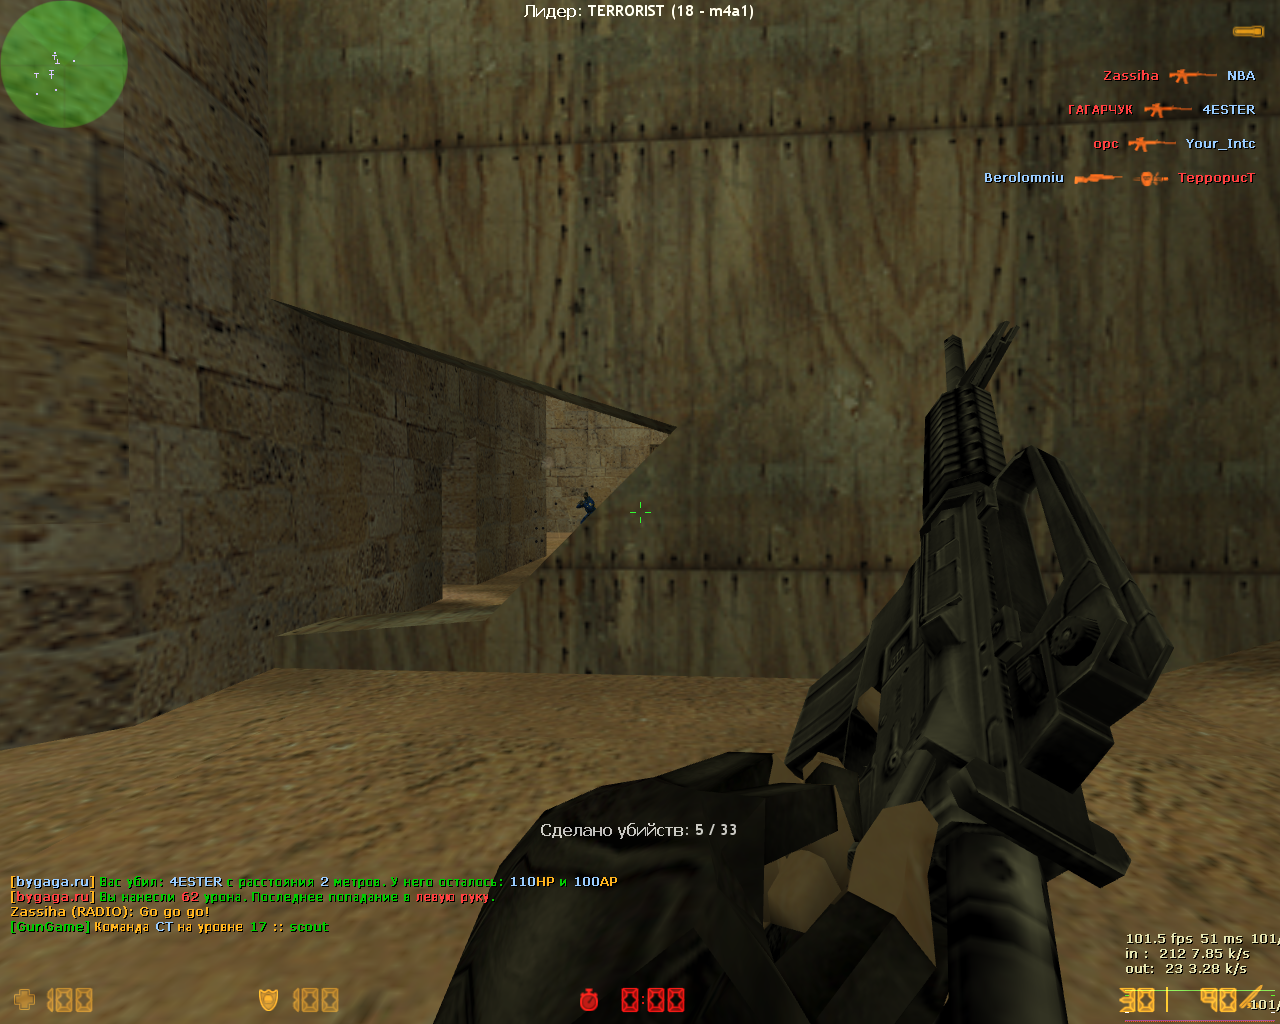 Лидер: TERRORIST (18 - m4a1)
Zassiha NBA
ГАГАРЧУК 4ESTER
opc Your_Intc
Berolomniu TeppopucT
Сделано убийств: 5 / 33
[bygaga.ru] Вас убил: 4ESTER с расстояния 2 метров. У него осталось: 110HP и 100AP
[bygaga.ru] Вы нанесли 62 урона. Последнее попадание в левую руку.
Zassiha (RADIO): Go go go!
[GunGame] Команда CT на уровне 17 :: scout
101.5 fps 51 ms 101/
in : 212 7.85 k/s
out: 23 3.28 k/s
100 100 0:00 30 | 90
101/